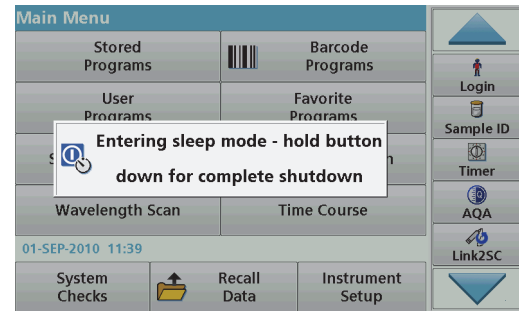 Main Menu
Stored
Programs
Barcode
Programs
User
Programs
Favorite
Programs
Entering sleep mode - hold button
down for complete shutdown
Wavelength Scan
Time Course
01-SEP-2010 11:39
System
Checks
Recall
Data
Instrument
Setup
Login
Sample ID
Timer
AQA
Link2SC